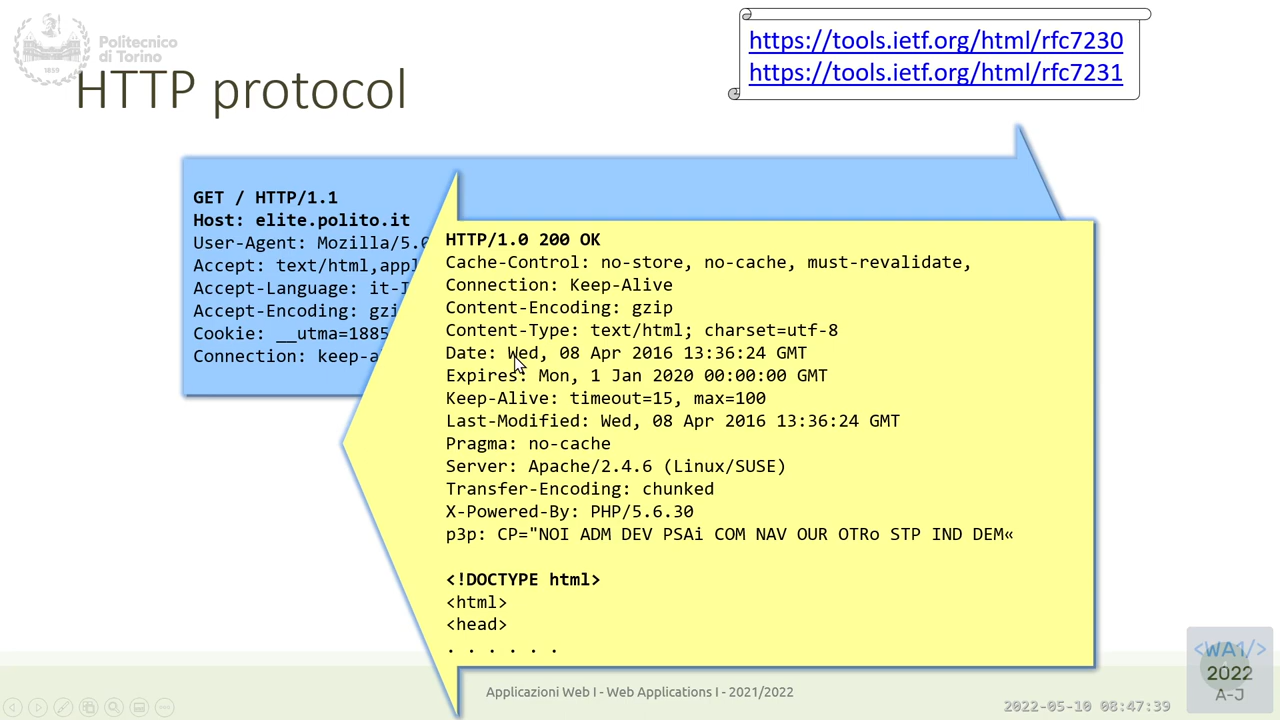 Politecnico
di Torino
1859
HTTP protocol
https://tools.ietf.org/html/rfc7230
https://tools.ietf.org/html/rfc7231
GET / HTTP/1.1
Host: elite.polito.it
User-Agent: Mozilla/5.0
Accept: text/html,appl
Accept-Language: it-I
Accept-Encoding: gzi
Cookie: __utma=1885
Connection: keep-a
HTTP/1.0 200 OK
Cache-Control: no-store, no-cache, must-revalidate,
Connection: Keep-Alive
Content-Encoding: gzip
Content-Type: text/html; charset=utf-8
Date: Wed, 08 Apr 2016 13:36:24 GMT
Expires: Mon, 1 Jan 2020 00:00:00 GMT
Keep-Alive: timeout=15, max=100
Last-Modified: Wed, 08 Apr 2016 13:36:24 GMT
Pragma: no-cache
Server: Apache/2.4.6 (Linux/SUSE)
Transfer-Encoding: chunked
X-Powered-By: PHP/5.6.30
p3p: CP="NOI ADM DEV PSAi COM NAV OUR OTRo STP IND DEM«
<!DOCTYPE html>
<html>
<head>
. . . . . .
Applicazioni Web I - Web Applications I - 2021/2022
<WA1/>
2022
A-J
2022-05-10 08:47:39